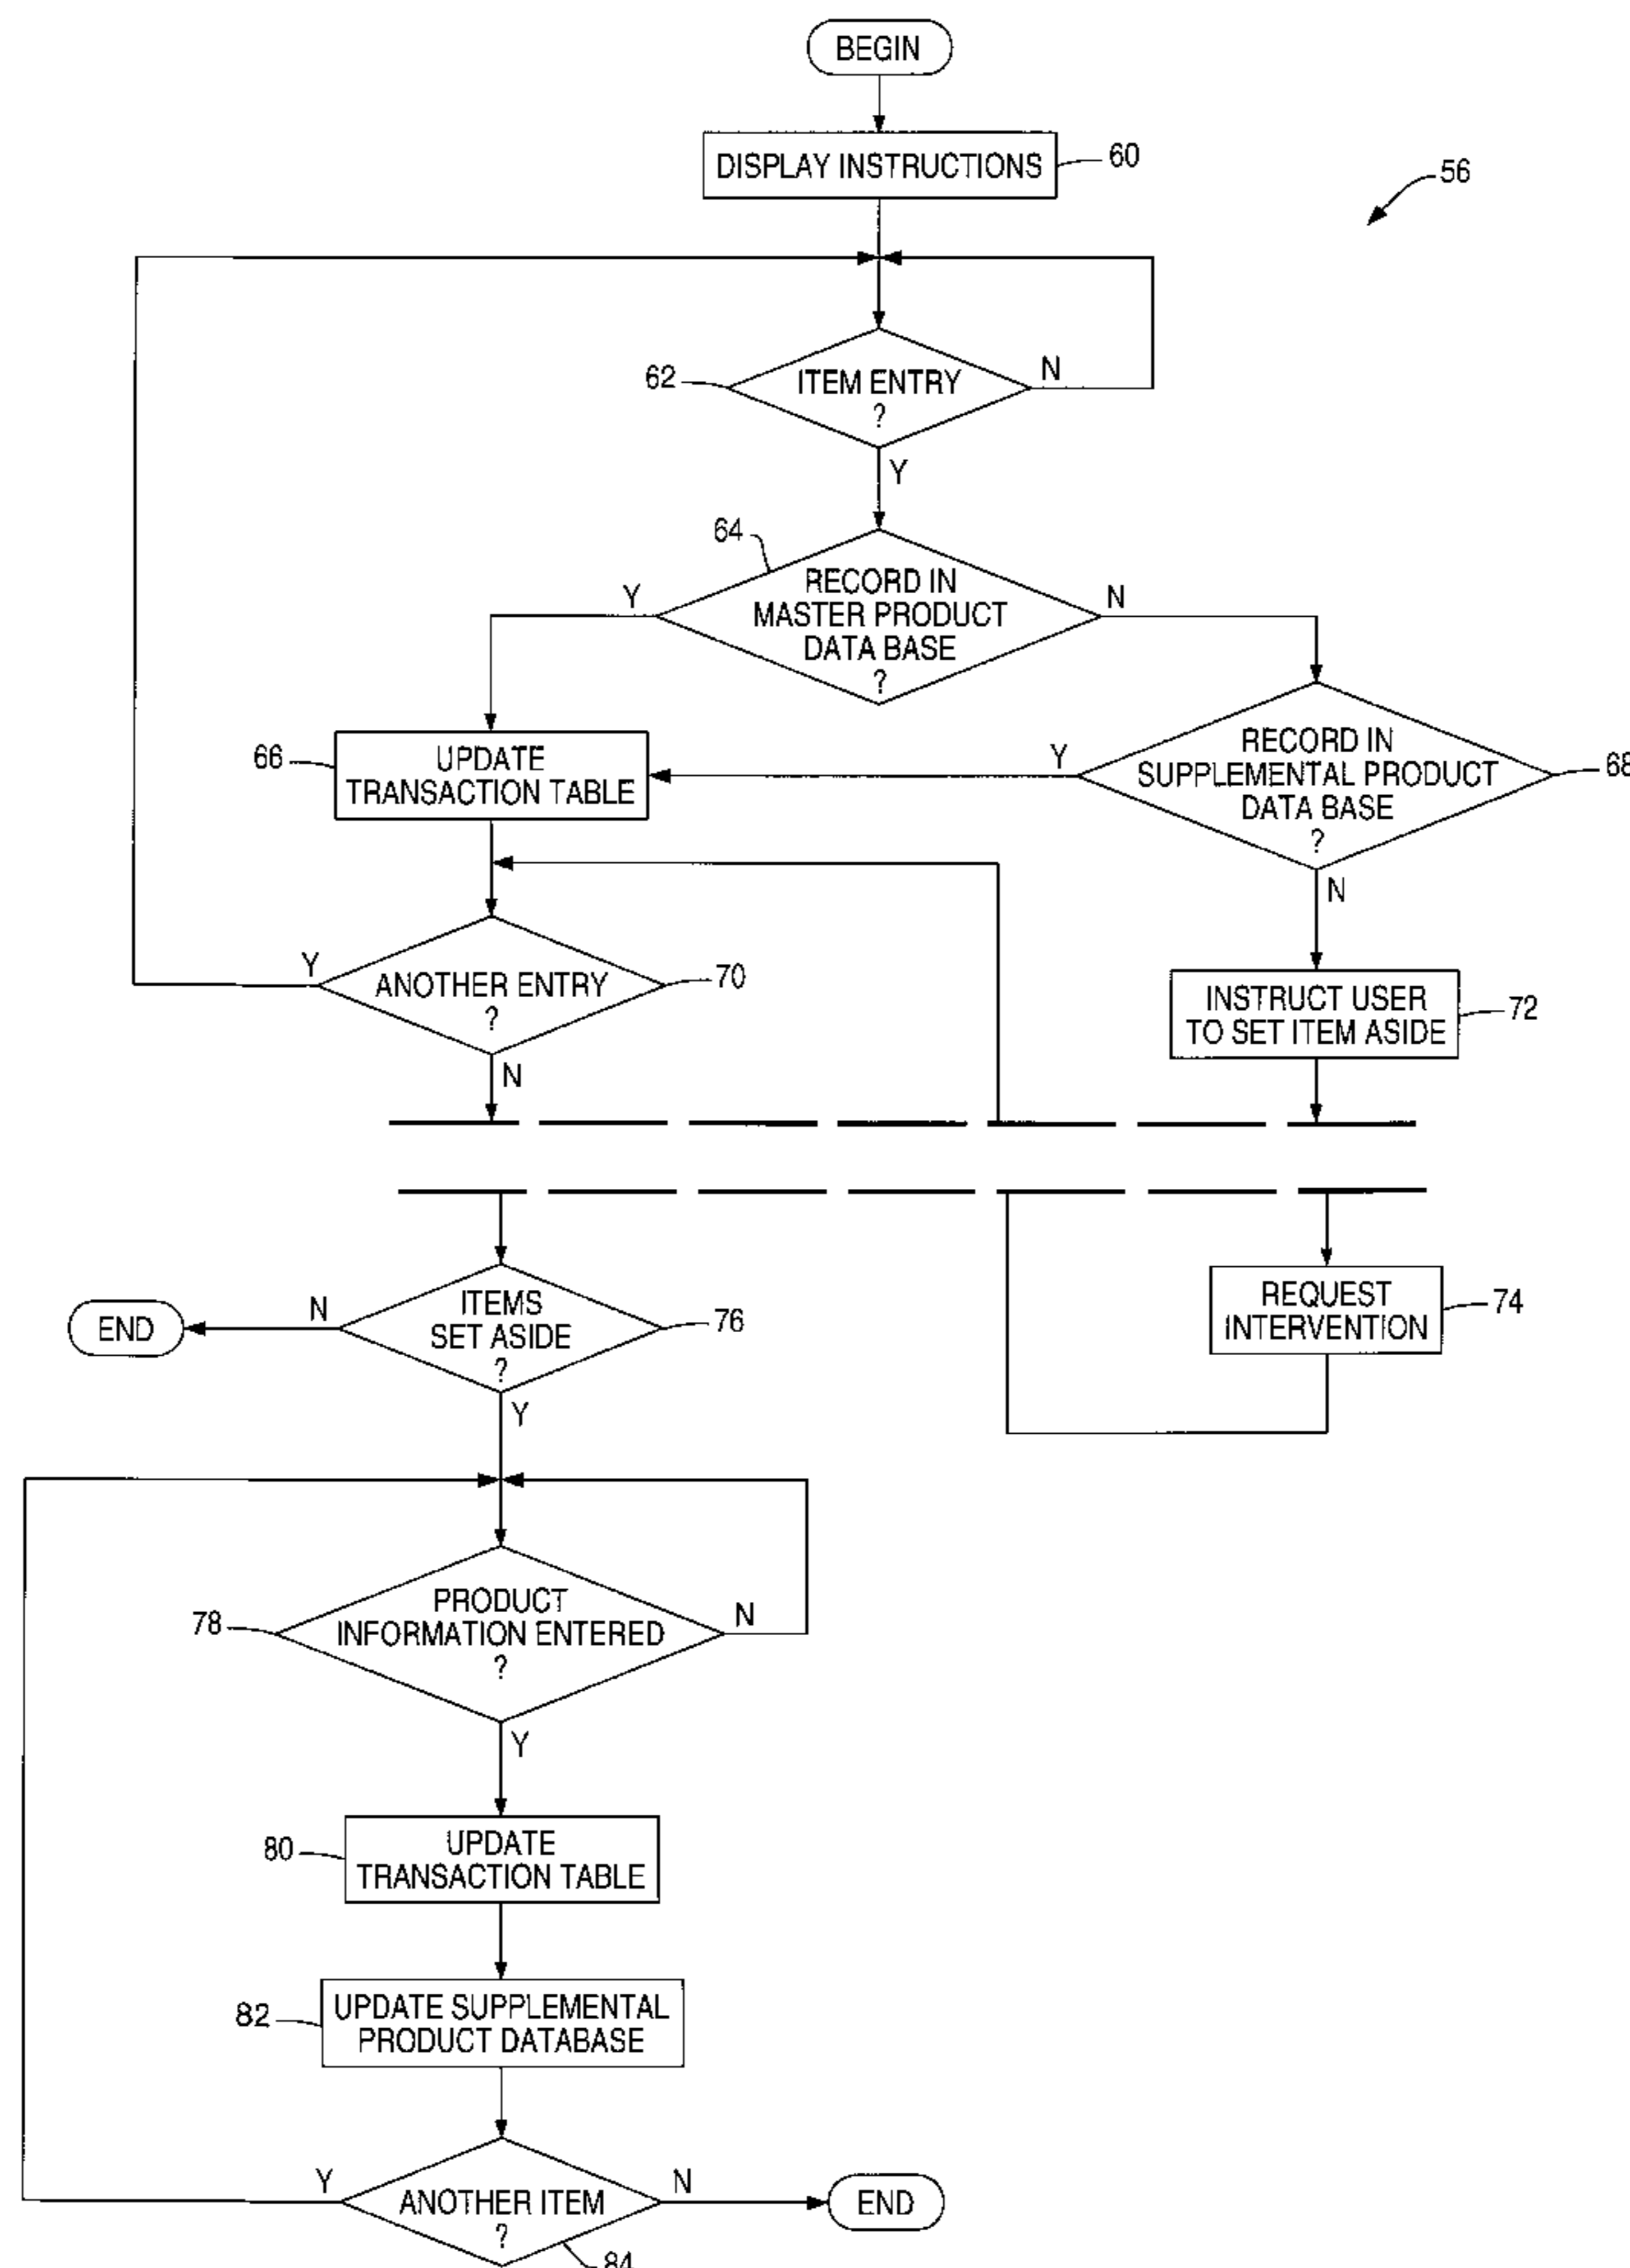 BEGIN
DISPLAY INSTRUCTIONS
60
56
62
ITEM ENTRY
?
N
Y
64
RECORD IN
MASTER PRODUCT
DATA BASE
?
Y
N
66
UPDATE
TRANSACTION TABLE
Y
RECORD IN
SUPPLEMENTAL PRODUCT
DATA BASE
?
68
N
Y
ANOTHER ENTRY
?
70
N
INSTRUCT USER
TO SET ITEM ASIDE
72
END
N
ITEMS
SET ASIDE
?
76
Y
REQUEST
INTERVENTION
74
78
PRODUCT
INFORMATION ENTERED
?
N
Y
80
UPDATE
TRANSACTION TABLE
82
UPDATE SUPPLEMENTAL
PRODUCT DATABASE
Y
ANOTHER ITEM
?
N
END
84